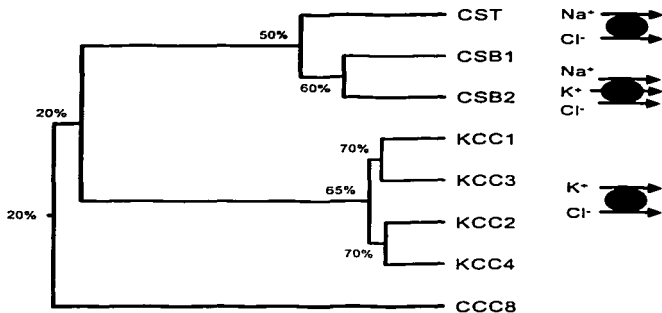 CST
Na⁺
Cl⁻
50%
CSB1
60%
CSB2
Na⁺
K⁺
Cl⁻
20%
KCC1
70%
KCC3
65%
K⁺
Cl⁻
20%
KCC2
70%
KCC4
CCC8